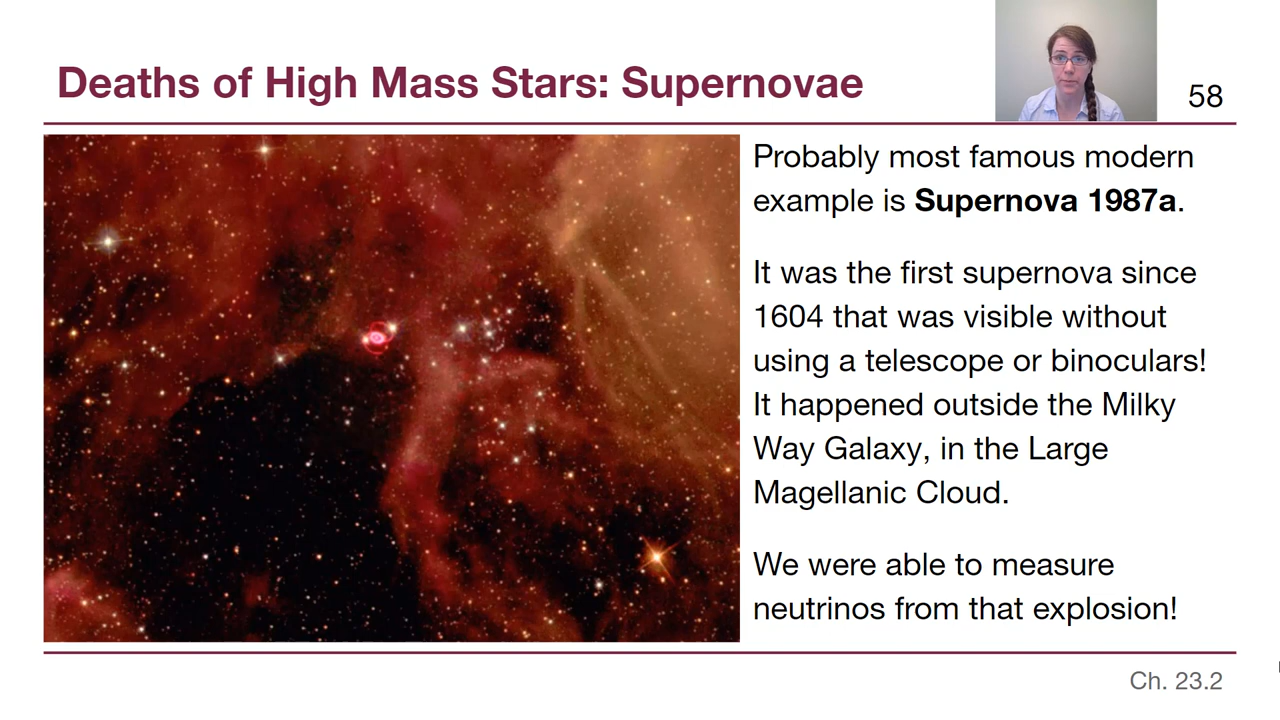 Deaths of High Mass Stars: Supernovae
58
Probably most famous modern
example is Supernova 1987a.
It was the first supernova since
1604 that was visible without
using a telescope or binoculars!
It happened outside the Milky
Way Galaxy, in the Large
Magellanic Cloud.
We were able to measure
neutrinos from that explosion!
Ch. 23.2